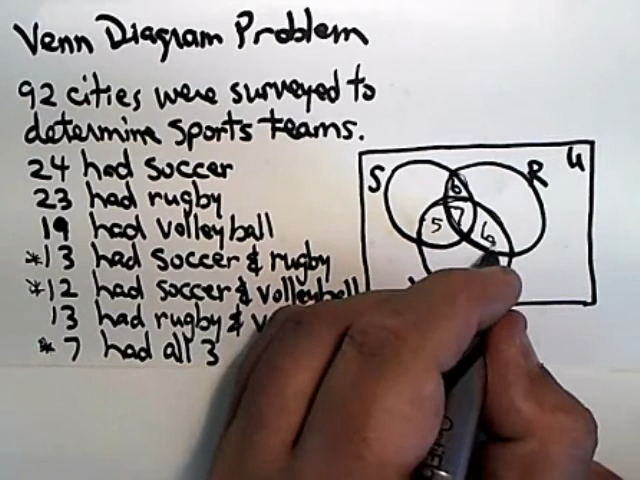 Venn Diagram Problem
92 cities were surveyed to
determine sports teams.
24 had soccer
23 had rugby
19 had volleyball
*13 had soccer & rugby
*12 had soccer & volleyball
13 had rugby & v
* 7 had all 3
S
R
U
6
7
5
6